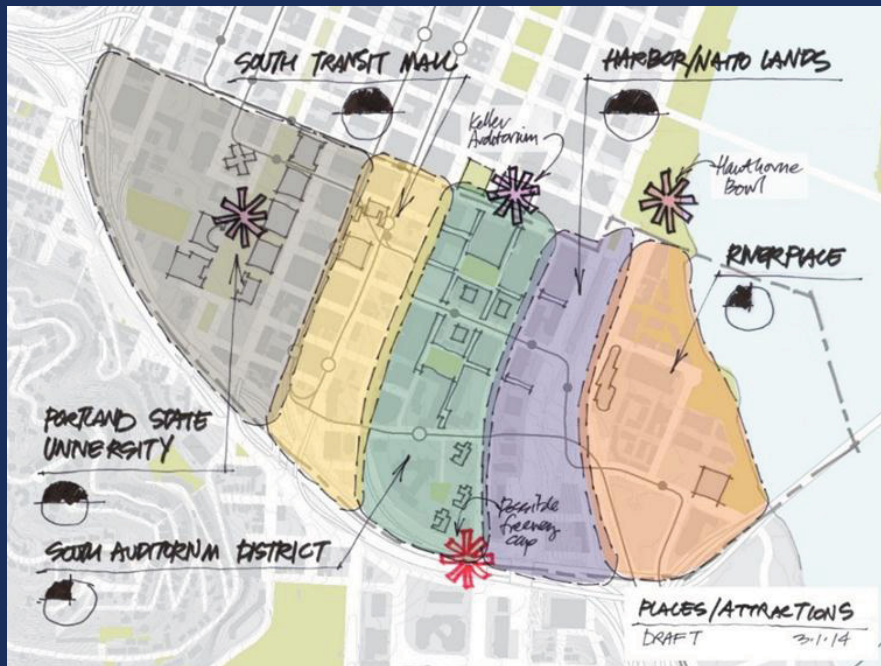 SOUTH TRANSIT MALL
HARBOR/NAITO LANDS
Keller
Auditorium
Hawthorne
Bowl
RIVERPLACE
PORTLAND STATE
UNIVERSITY
SOUTH AUDITORIUM DISTRICT
Possible
freeway
cap
PLACES/ATTRACTIONS
DRAFT 3.1.14